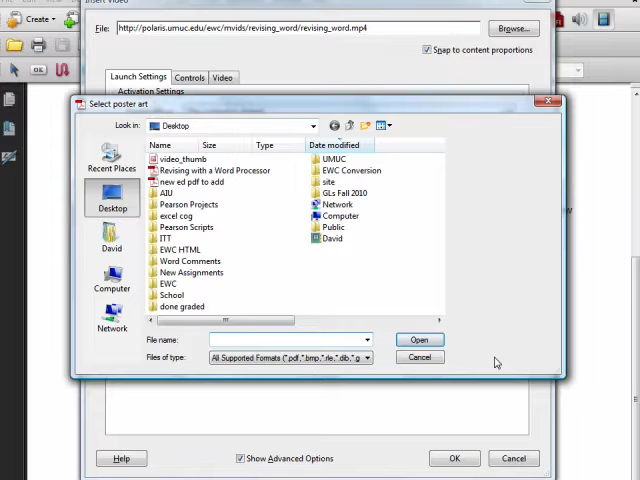 Insert Video
Create
File: http://polaris.umuc.edu/ewc/mvids/revising_word/revising_word.mp4 Browse...
Snap to content proportions
OK
Launch Settings Controls Video
Activation Settings
Select poster art
Look in: Desktop
Name Size Type Date modified
Recent Places
Desktop
David
Computer
Network
video_thumb
Revising with a Word Processor
new ed pdf to add
AIU
Pearson Projects
excel cog
Pearson Scripts
ITT
EWC HTML
Word Comments
New Assignments
EWC
School
done graded
UMUC
EWC Conversion
site
GLs Fall 2010
Network
Computer
Public
David
File name: Open
Files of type: All Supported Formats (*.pdf,*.bmp,*.rle,*.dib,*.g Cancel
Help Show Advanced Options OK Cancel